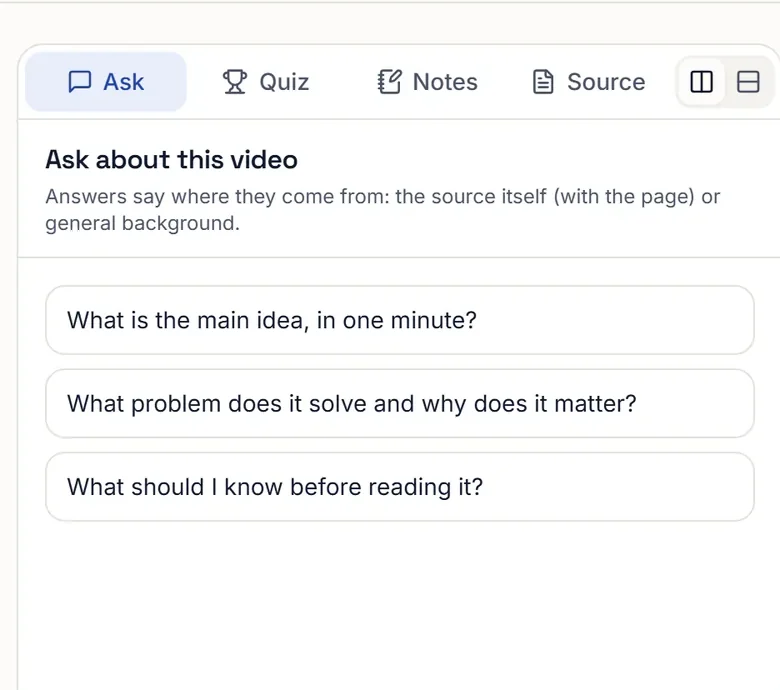 Ask
Quiz
Notes
Source
Ask about this video
Answers say where they come from: the source itself (with the page) or
general background.
What is the main idea, in one minute?
What problem does it solve and why does it matter?
What should I know before reading it?